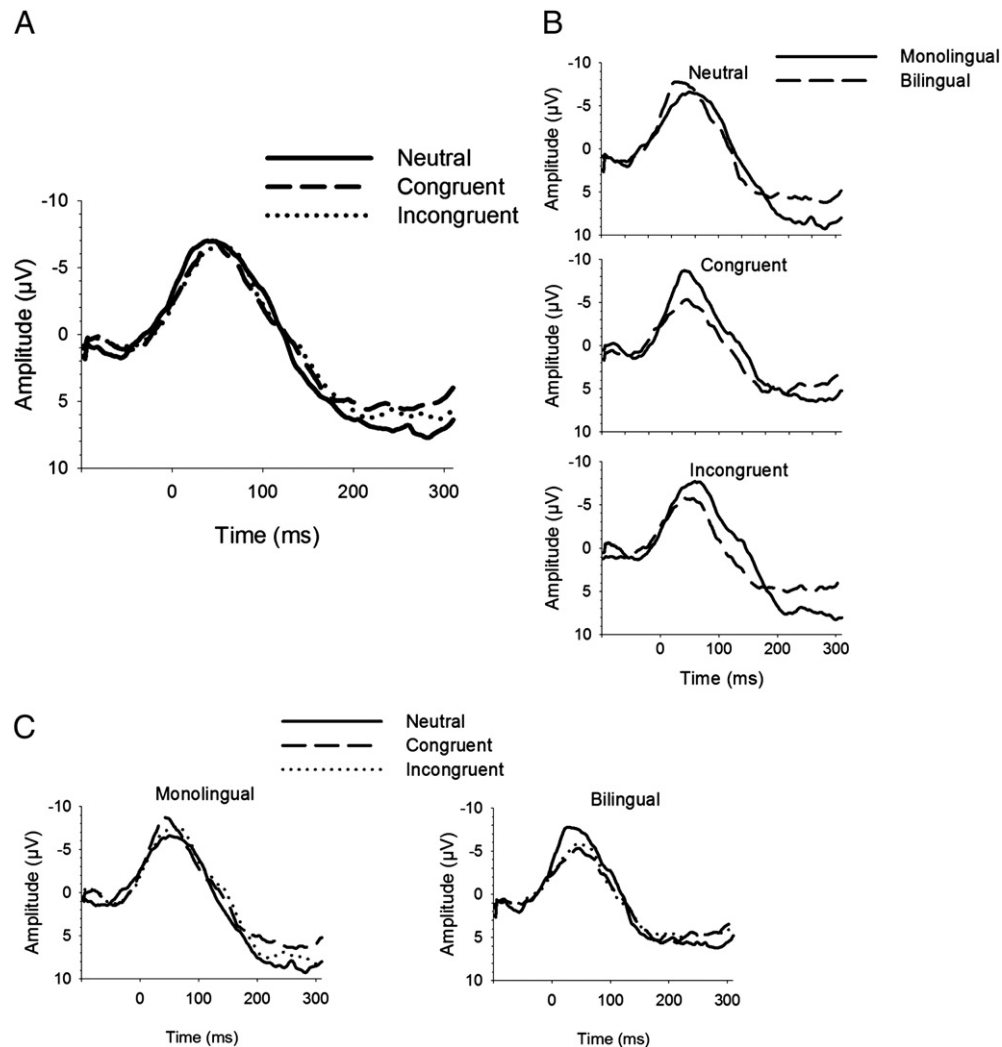 A
Neutral
Congruent
Incongruent
-10
-5
0
5
10
Amplitude (µV)
0 100 200 300
Time (ms)
B
Monolingual
Bilingual
Neutral
-10
-5
0
5
10
Amplitude (µV)
Congruent
-10
-5
0
5
10
Amplitude (µV)
Incongruent
-10
-5
0
5
10
Amplitude (µV)
0 100 200 300
Time (ms)
C
Neutral
Congruent
Incongruent
Monolingual
-10
-5
0
5
10
Amplitude (µV)
0 100 200 300
Time (ms)
Bilingual
-10
-5
0
5
10
Amplitude (µV)
0 100 200 300
Time (ms)